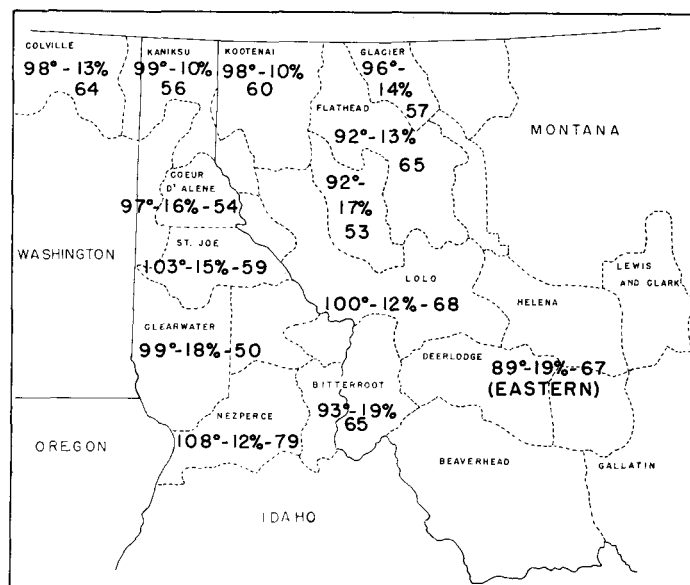 COLVILLE
98°-13%
64
KANIKSU
99°-10%
56
KOOTENAI
98°-10%
60
GLACIER
96°-
14%
57
FLATHEAD
92°-13%
65
MONTANA
92°-
17%
53
COEUR
D'ALENE
97°-16%-54
WASHINGTON
ST. JOE
103°-15%-59
LOLO
100°-12%-68
HELENA
LEWIS
AND CLARK
CLEARWATER
99°-18%-50
DEERLODGE
89°-19%-67
(EASTERN)
BITTERROOT
93°-19%
65
NEZPERCE
108°-12%-79
OREGON
BEAVERHEAD
GALLATIN
IDAHO